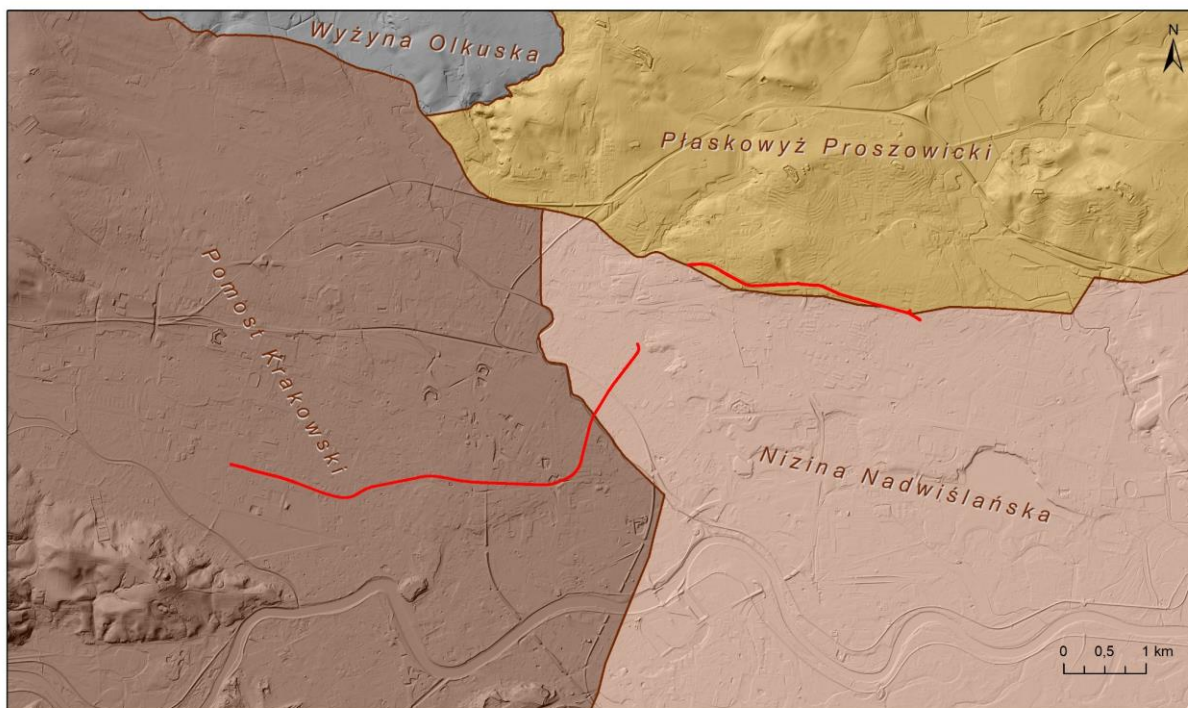 Wyżyna Olkuska
N
Płaskowyż Proszowicki
Pomost Krakowski
Nizina Nadwiślańska
0 0,5 1 km